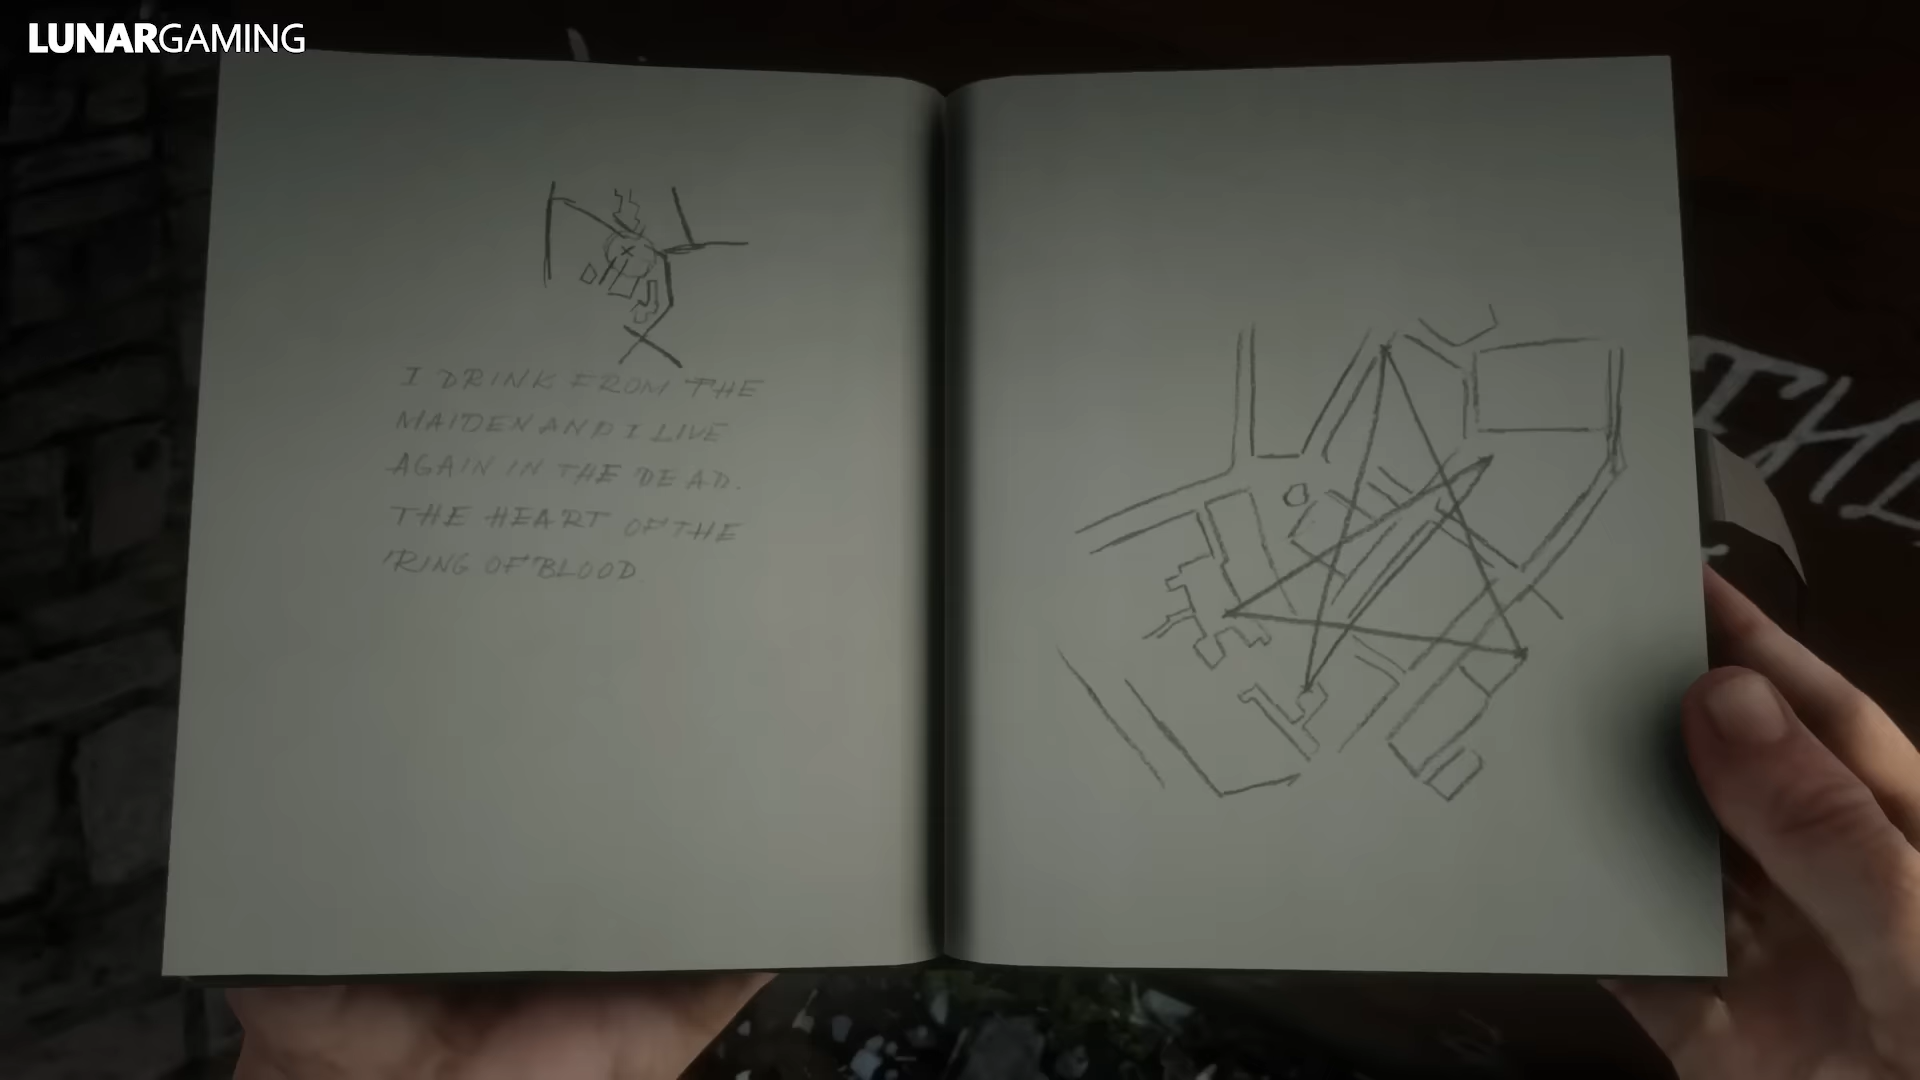 LUNARGAMING
I DRINK FROM THE
MAIDEN AND I LIVE
AGAIN IN THE DEAD.
THE HEART OF THE
RING OF BLOOD